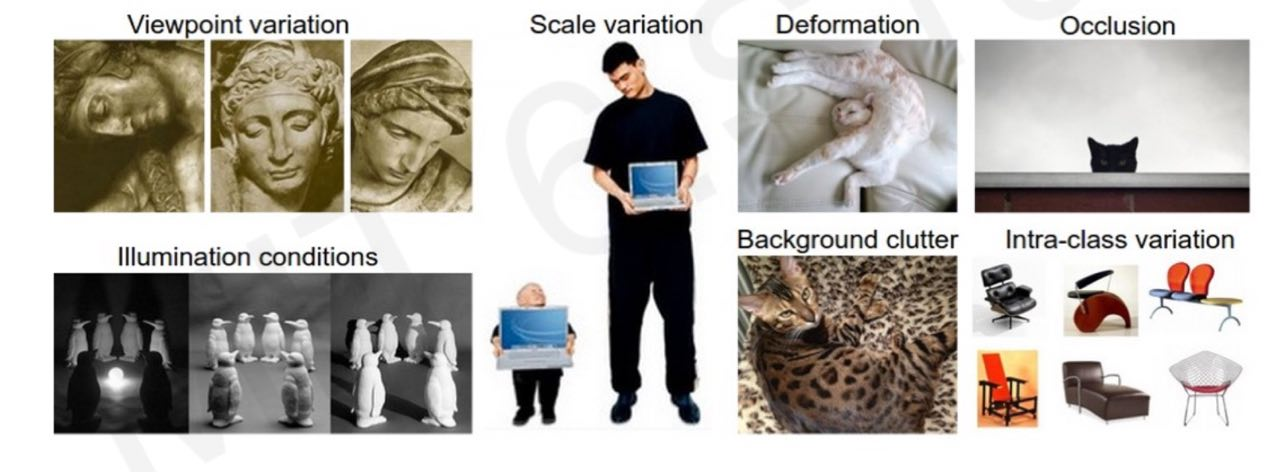 Viewpoint variation
Scale variation
Deformation
Occlusion
Illumination conditions
Background clutter
Intra-class variation